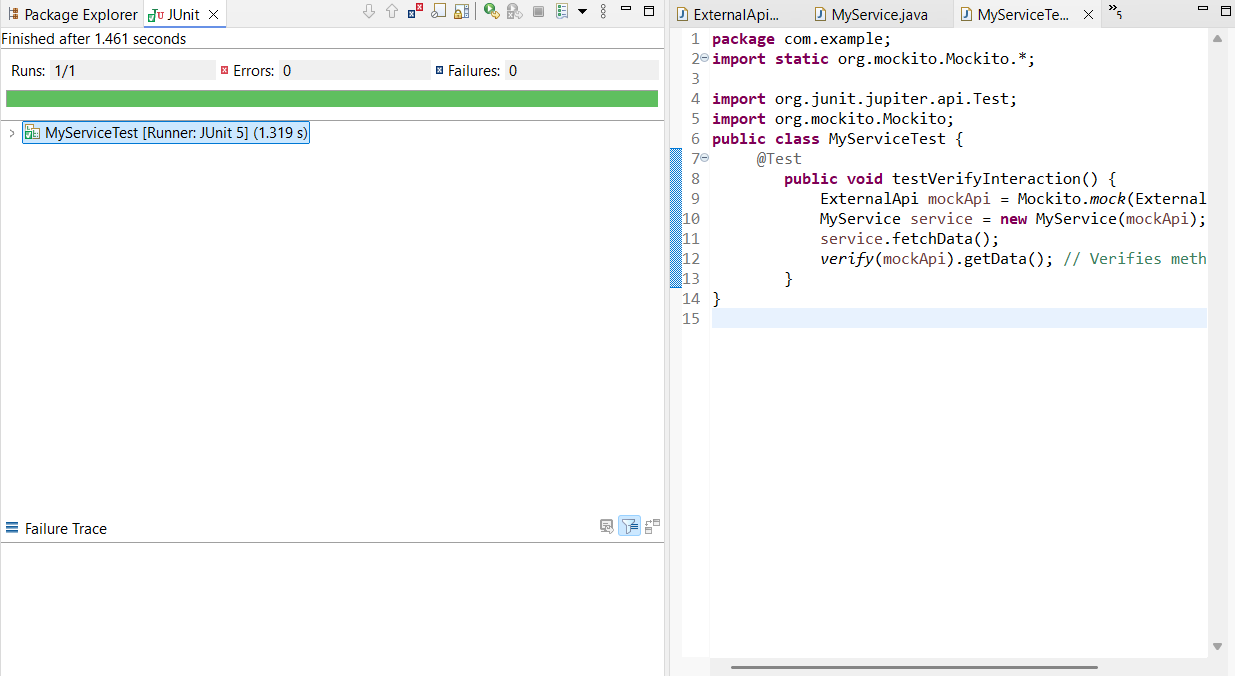 Package Explorer JUnit
Finished after 1.461 seconds
Runs: 1/1 Errors: 0 Failures: 0
MyServiceTest [Runner: JUnit 5] (1.319 s)
Failure Trace
ExternalApi... MyService.java MyServiceTe... »5
1 package com.example;
2 import static org.mockito.Mockito.*;
3
4 import org.junit.jupiter.api.Test;
5 import org.mockito.Mockito;
6 public class MyServiceTest {
7 @Test
8 public void testVerifyInteraction() {
9 ExternalApi mockApi = Mockito.mock(External
10 MyService service = new MyService(mockApi);
11 service.fetchData();
12 verify(mockApi).getData(); // Verifies meth
13 }
14 }
15